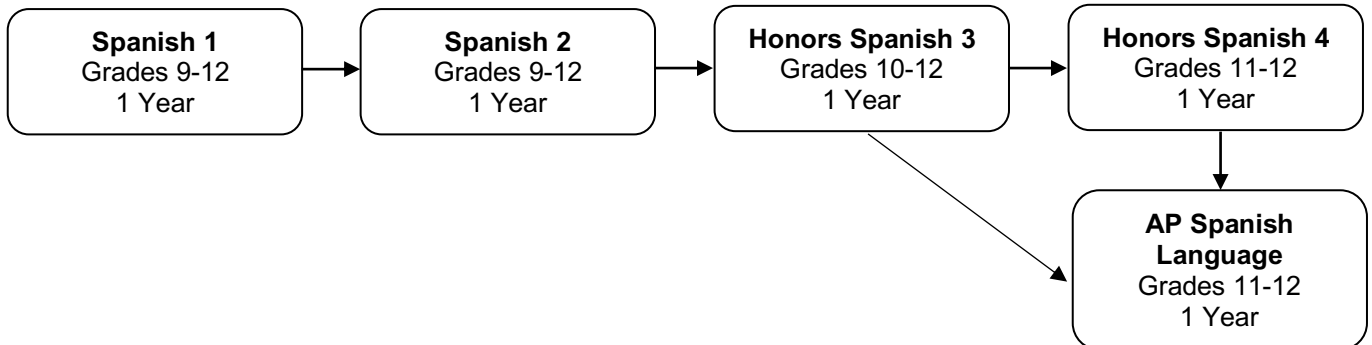 Spanish 1
Grades 9-12
1 Year
Spanish 2
Grades 9-12
1 Year
Honors Spanish 3
Grades 10-12
1 Year
Honors Spanish 4
Grades 11-12
1 Year
AP Spanish
Language
Grades 11-12
1 Year